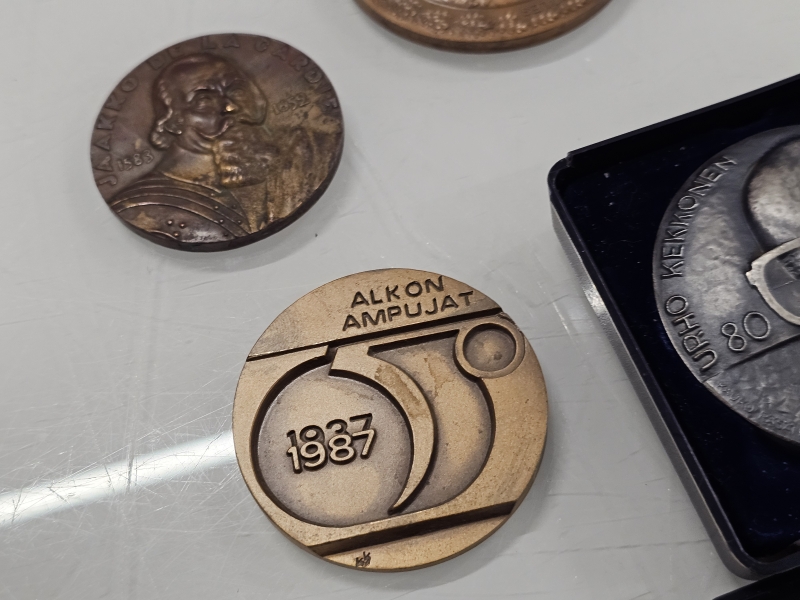 JAAKKO DE LA GARDIE
1583 1652
ALKON
AMPUJAT
1937
1987
URHO KEKKONEN
80